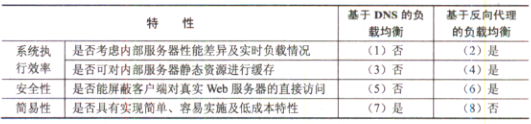 特 性 基于 DNS 的负载均衡 基于反向代理的负载均衡
系统执行效率 是否考虑内部服务器性能差异及实时负载情况 （1）否 （2）是
是否可对内部服务器静态资源进行缓存 （3）否 （4）是
安全性 是否能屏蔽客户端对真实 Web 服务器的直接访问 （5）否 （6）是
简易性 是否具有实现简单、容易实施及低成本特性 （7）是 （8）否